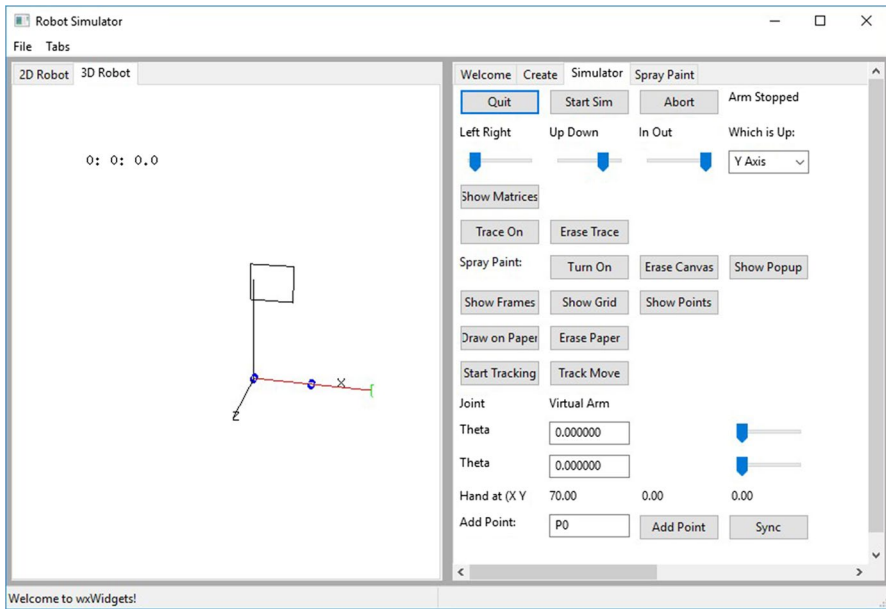 Robot Simulator
File Tabs
2D Robot 3D Robot
0: 0: 0.0
X
Z
Welcome Create Simulator Spray Paint
Quit Start Sim Abort Arm Stopped
Left Right Up Down In Out Which is Up:
Y Axis
Show Matrices
Trace On Erase Trace
Spray Paint: Turn On Erase Canvas Show Popup
Show Frames Show Grid Show Points
Draw on Paper Erase Paper
Start Tracking Track Move
Joint Virtual Arm
Theta 0.000000
Theta 0.000000
Hand at (X Y 70.00 0.00 0.00
Add Point: P0 Add Point Sync
Welcome to wxWidgets!